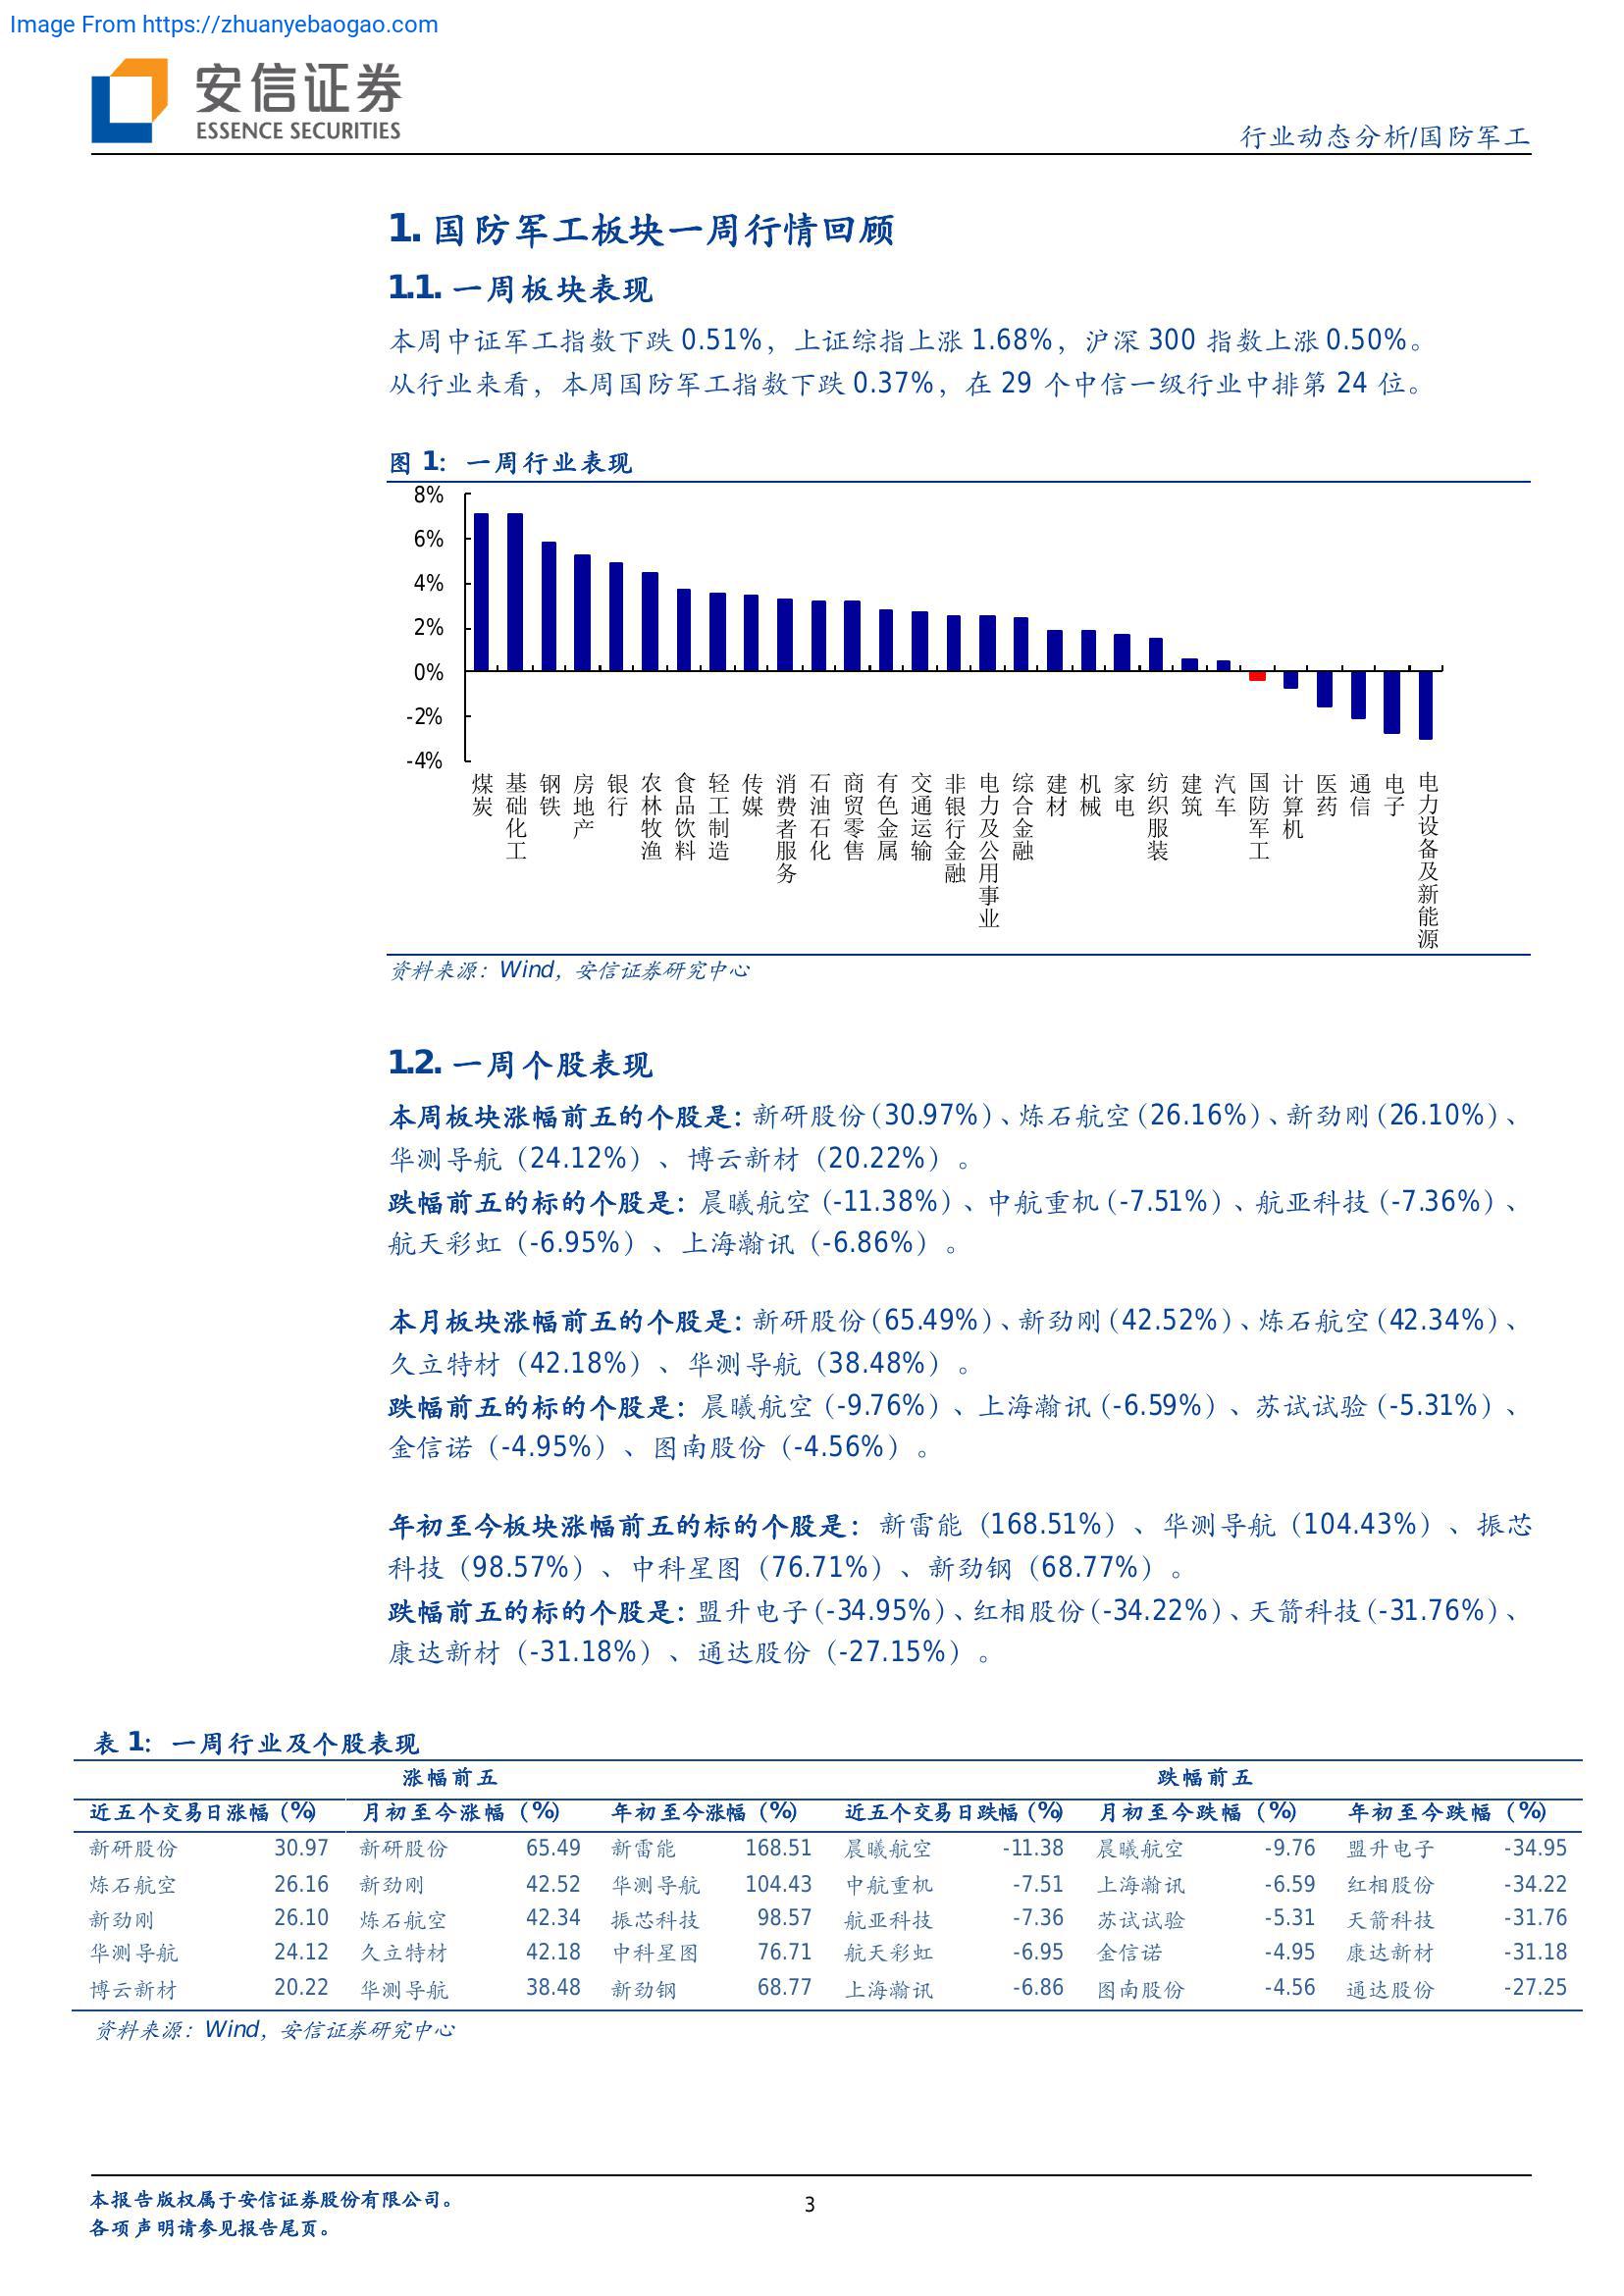 Image From https://zhuanyebaogao.com
安信证券
ESSENCE SECURITIES
行业动态分析/国防军工
1. 国防军工板块一周行情回顾
1.1. 一周板块表现
本周中证军工指数下跌 0.51%，上证综指上涨 1.68%，沪深 300 指数上涨 0.50%。
从行业来看，本周国防军工指数下跌 0.37%，在 29 个中信一级行业中排第 24 位。
图 1：一周行业表现
8%
6%
4%
2%
0%
-2%
-4%
煤炭
基础化工
钢铁
房地产
银行
农林牧渔
食品饮料
轻工制造
传媒
消费者服务
石油石化
商贸零售
有色金属
交通运输
非银行金融
电力及公用事业
综合金融
建材
机械
家电
纺织服装
建筑
汽车
国防军工
计算机
医药
通信
电子
电力设备及新能源
资料来源：Wind，安信证券研究中心
1.2. 一周个股表现
本周板块涨幅前五的个股是：新研股份（30.97%）、炼石航空（26.16%）、新劲刚（26.10%）、
华测导航（24.12%）、博云新材（20.22%）。
跌幅前五的标的个股是：晨曦航空（-11.38%）、中航重机（-7.51%）、航亚科技（-7.36%）、
航天彩虹（-6.95%）、上海瀚讯（-6.86%）。
本月板块涨幅前五的个股是：新研股份（65.49%）、新劲刚（42.52%）、炼石航空（42.34%）、
久立特材（42.18%）、华测导航（38.48%）。
跌幅前五的标的个股是：晨曦航空（-9.76%）、上海瀚讯（-6.59%）、苏试试验（-5.31%）、
金信诺（-4.95%）、图南股份（-4.56%）。
年初至今板块涨幅前五的标的个股是：新雷能（168.51%）、华测导航（104.43%）、振芯
科技（98.57%）、中科星图（76.71%）、新劲钢（68.77%）。
跌幅前五的标的个股是：盟升电子（-34.95%）、红相股份（-34.22%）、天箭科技（-31.76%）、
康达新材（-31.18%）、通达股份（-27.15%）。
表 1：一周行业及个股表现
涨幅前五 跌幅前五
近五个交易日涨幅（%） 月初至今涨幅（%） 年初至今涨幅（%） 近五个交易日跌幅（%） 月初至今跌幅（%） 年初至今跌幅（%）
新研股份 30.97 新研股份 65.49 新雷能 168.51 晨曦航空 -11.38 晨曦航空 -9.76 盟升电子 -34.95
炼石航空 26.16 新劲刚 42.52 华测导航 104.43 中航重机 -7.51 上海瀚讯 -6.59 红相股份 -34.22
新劲刚 26.10 炼石航空 42.34 振芯科技 98.57 航亚科技 -7.36 苏试试验 -5.31 天箭科技 -31.76
华测导航 24.12 久立特材 42.18 中科星图 76.71 航天彩虹 -6.95 金信诺 -4.95 康达新材 -31.18
博云新材 20.22 华测导航 38.48 新劲钢 68.77 上海瀚讯 -6.86 图南股份 -4.56 通达股份 -27.25
资料来源：Wind，安信证券研究中心
本报告版权属于安信证券股份有限公司。
3
各项声明请参见报告尾页。